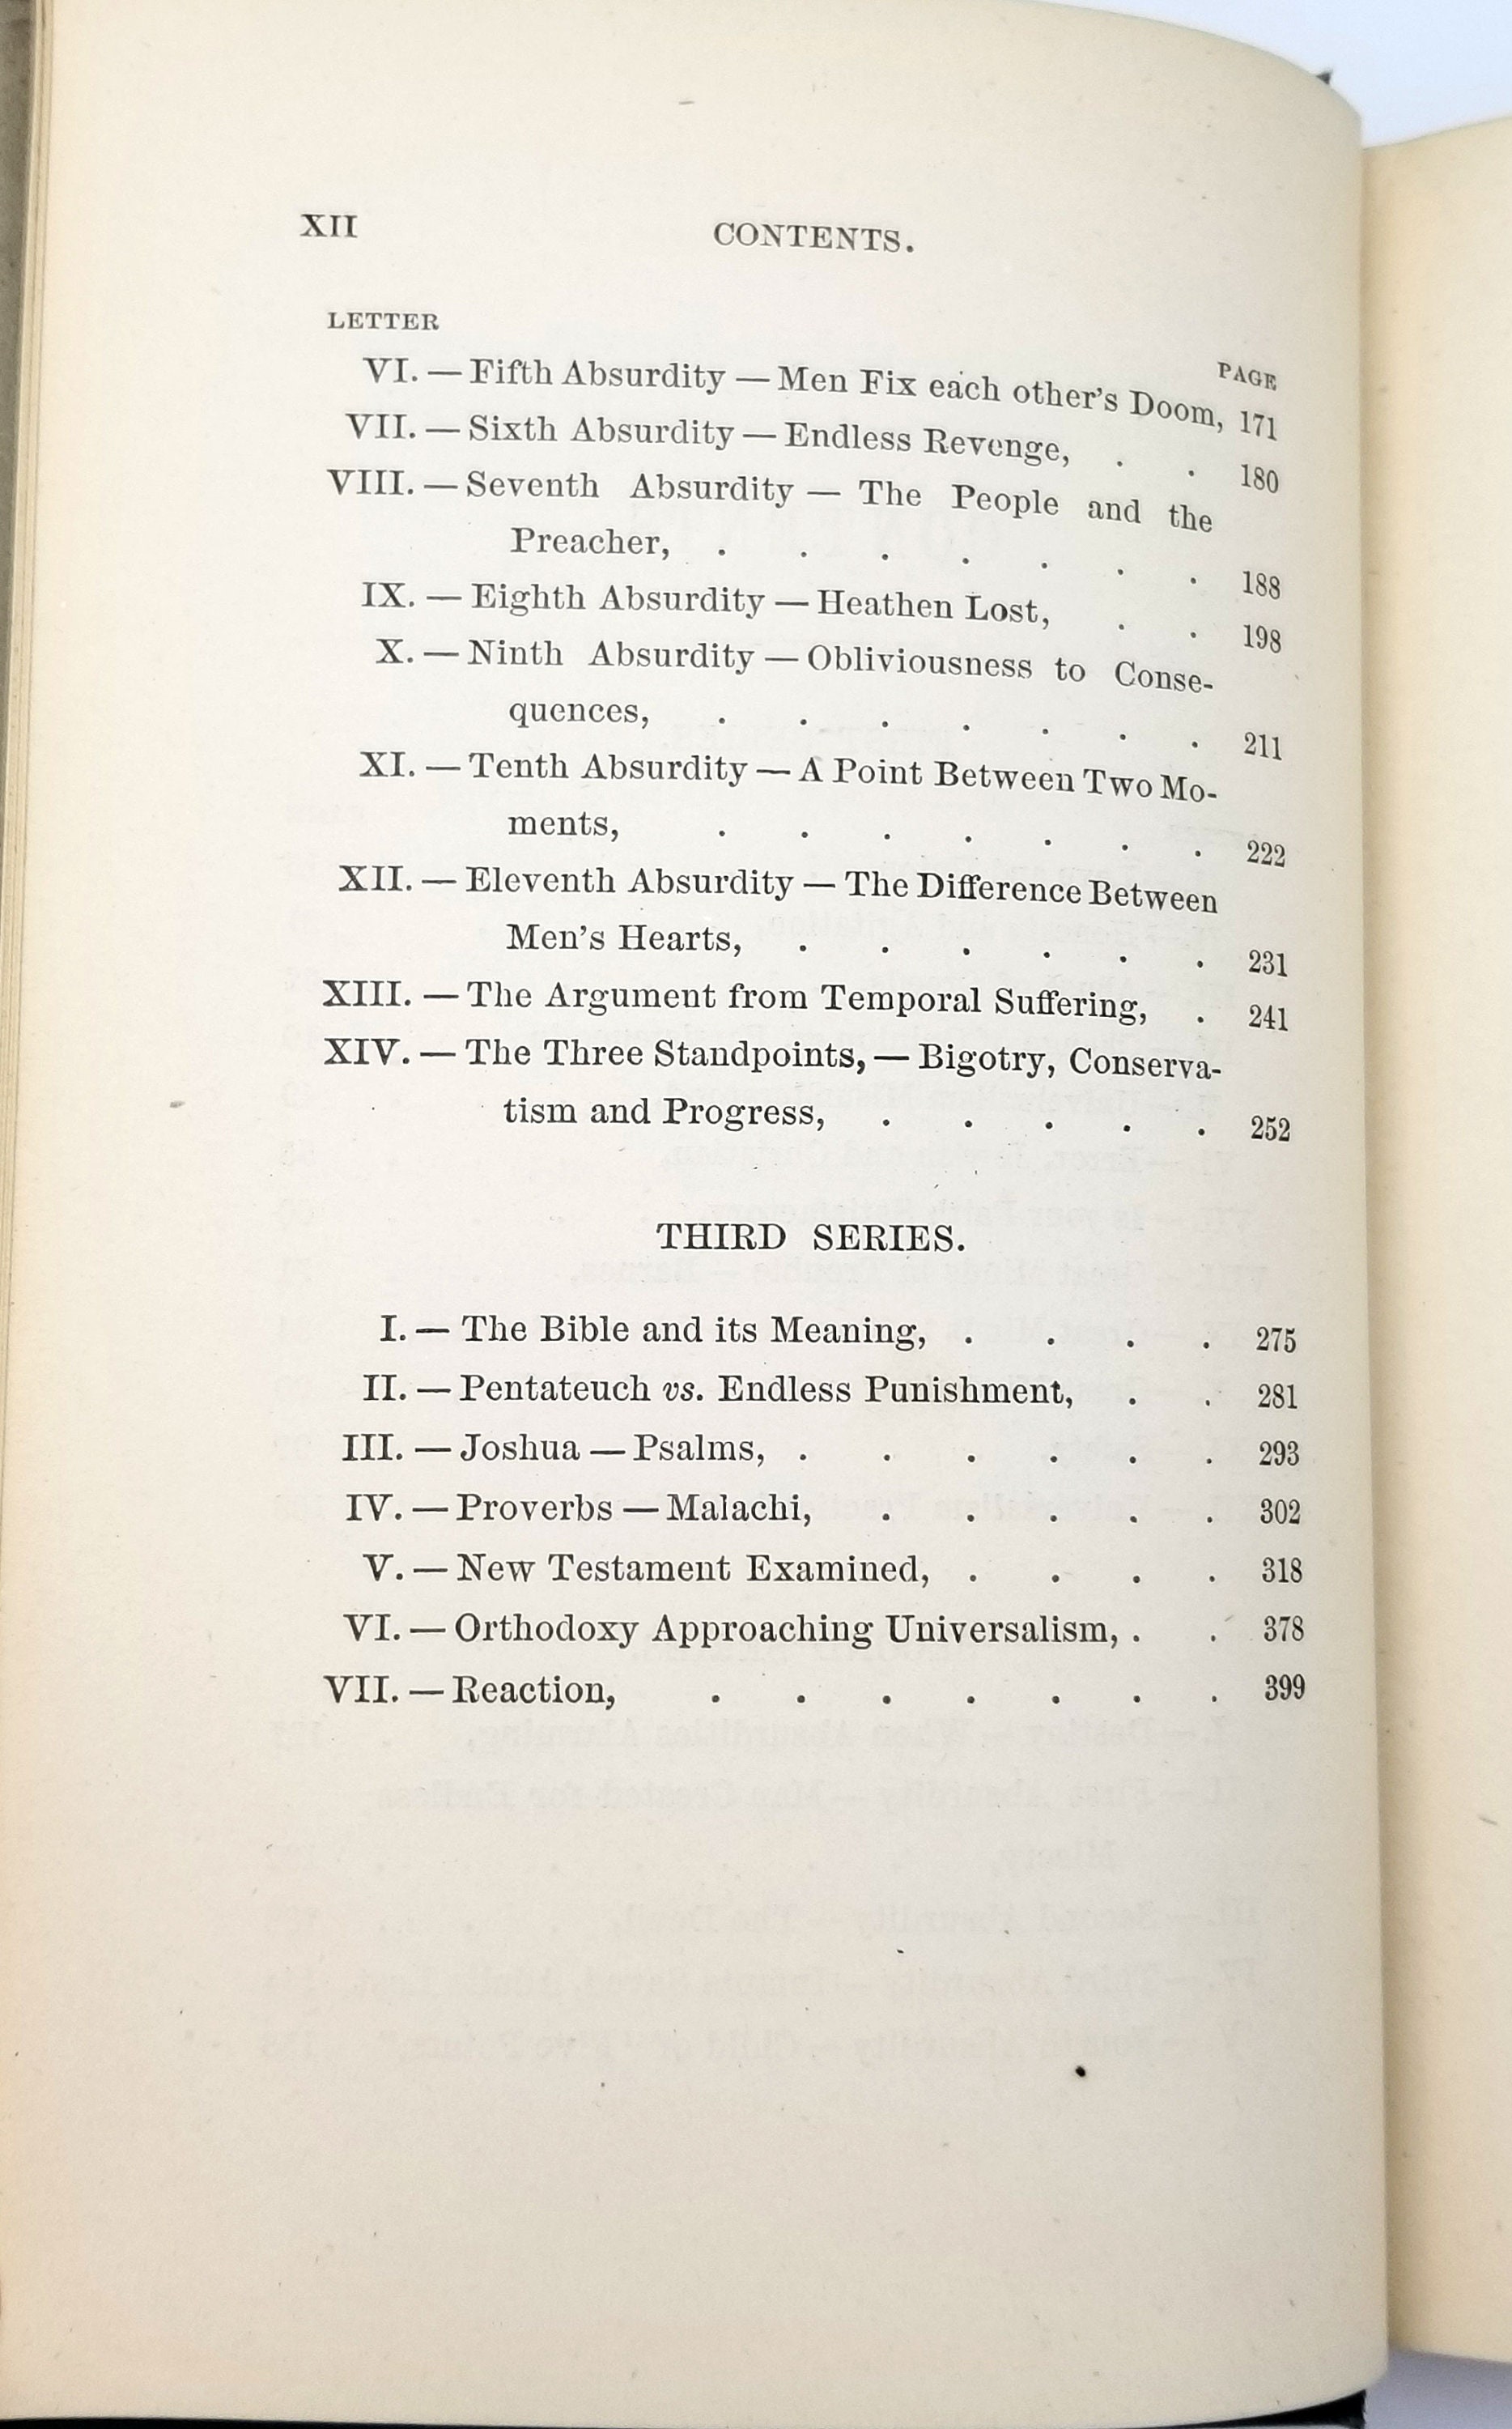 XII CONTENTS.
LETTER
PAGE
VI. — Fifth Absurdity — Men Fix each other's Doom, 171
VII. — Sixth Absurdity — Endless Revenge, . . 180
VIII. — Seventh Absurdity — The People and the
Preacher, . . . . . . . 188
IX. — Eighth Absurdity — Heathen Lost, . . 198
X. — Ninth Absurdity — Obliviousness to Conse-
quences, . . . . . . . 211
XI. — Tenth Absurdity — A Point Between Two Mo-
ments, . . . . . . . 222
XII. — Eleventh Absurdity — The Difference Between
Men's Hearts, . . . . . . 231
XIII. — The Argument from Temporal Suffering, . 241
XIV. — The Three Standpoints, — Bigotry, Conserva-
tism and Progress, . . . . . 252
THIRD SERIES.
I. — The Bible and its Meaning, . . . . 275
II. — Pentateuch vs. Endless Punishment, . . 281
III. — Joshua — Psalms, . . . . . . 293
IV. — Proverbs — Malachi, . . . . . 302
V. — New Testament Examined, . . . . 318
VI. — Orthodoxy Approaching Universalism, . . 378
VII. — Reaction, . . . . . . . 399